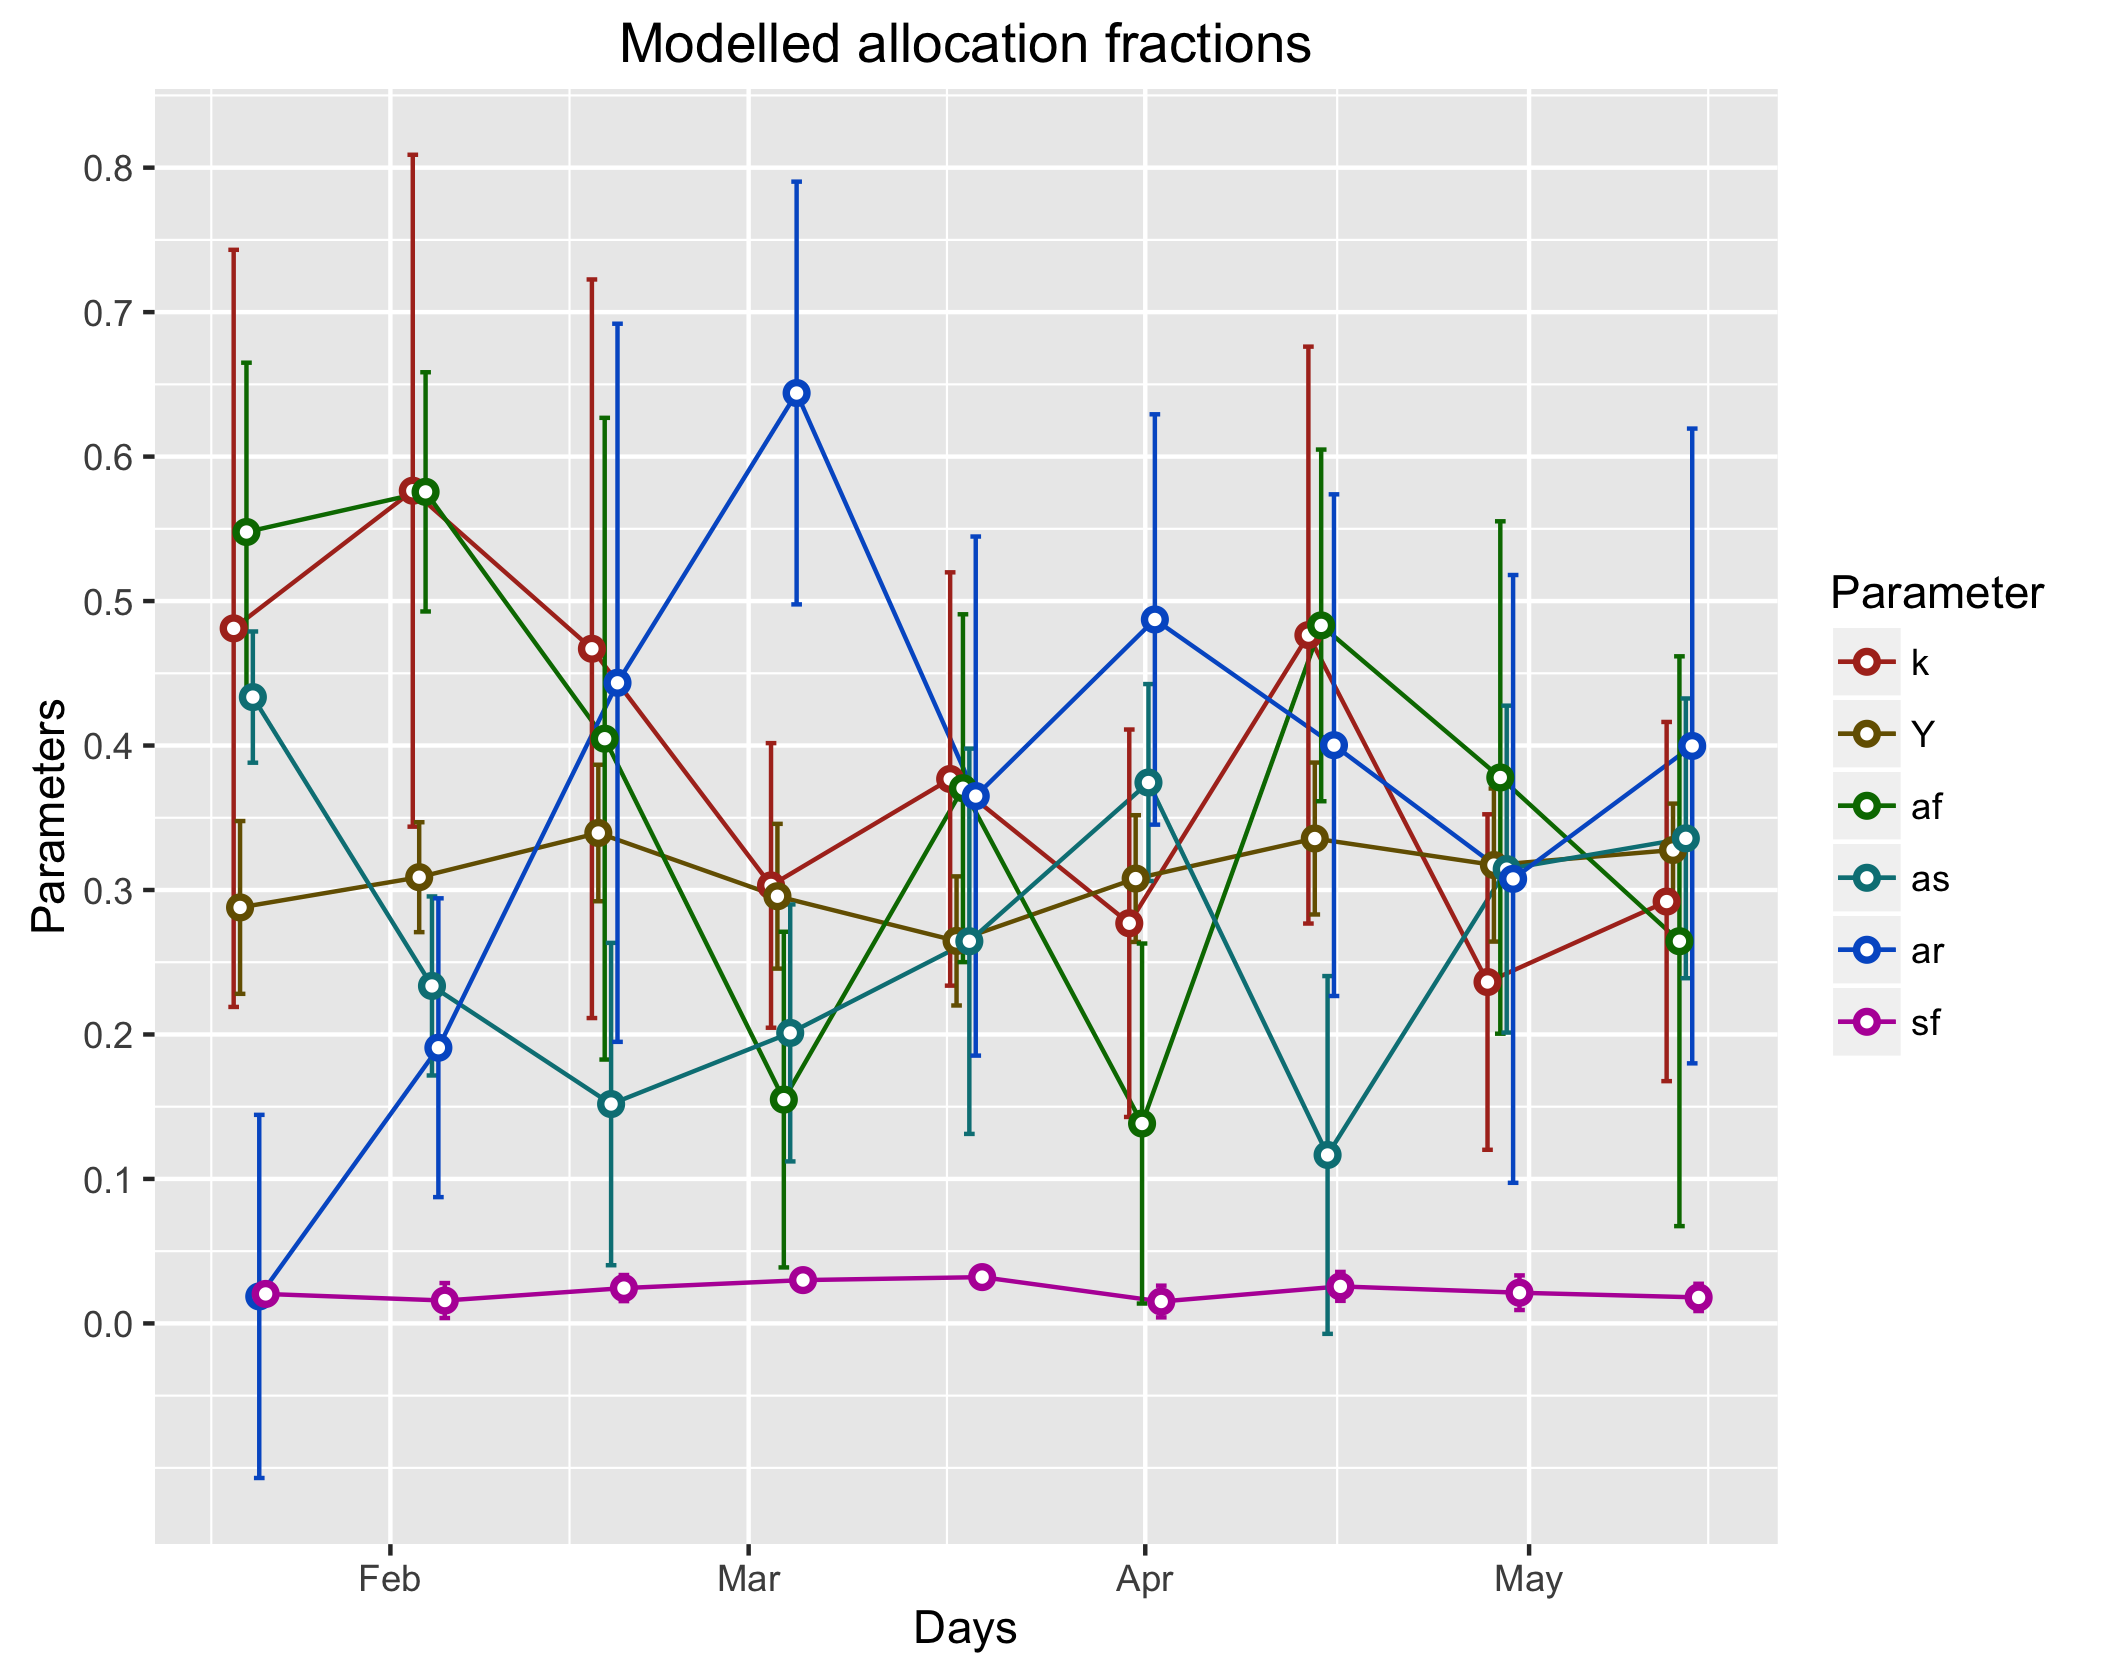 Modelled allocation fractions
0.8
0.7
0.6
0.5
0.4
0.3
0.2
0.1
0.0
Parameters
Feb Mar Apr May
Days
Parameter
k
Y
af
as
ar
sf